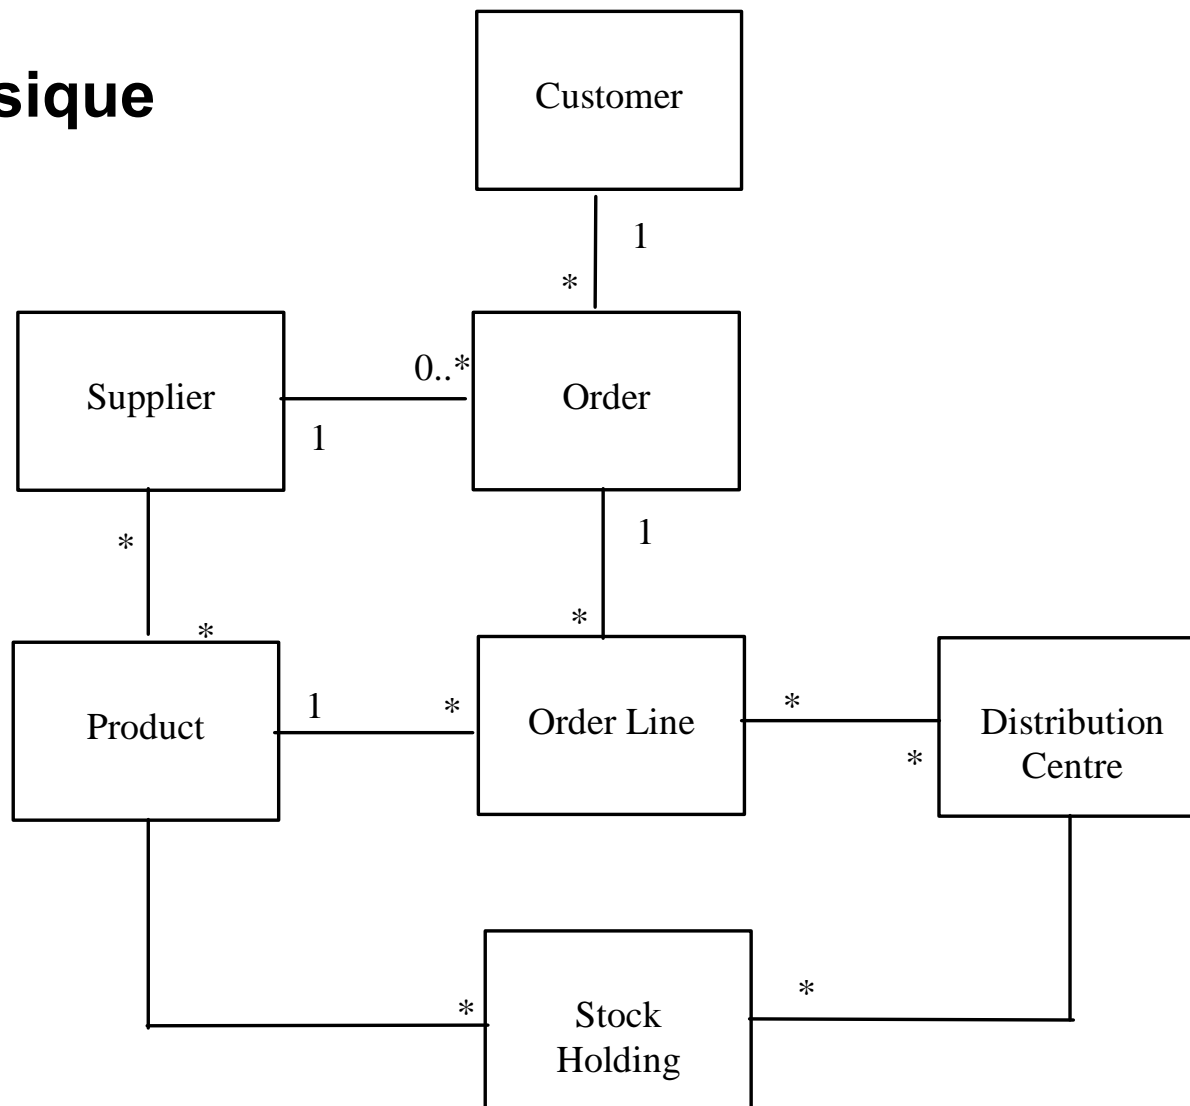 sique
Customer
1
*
Supplier
0..*
1
Order
*
*
1
*
Product
1
*
Order Line
*
*
Distribution
Centre
*
Stock
Holding
*